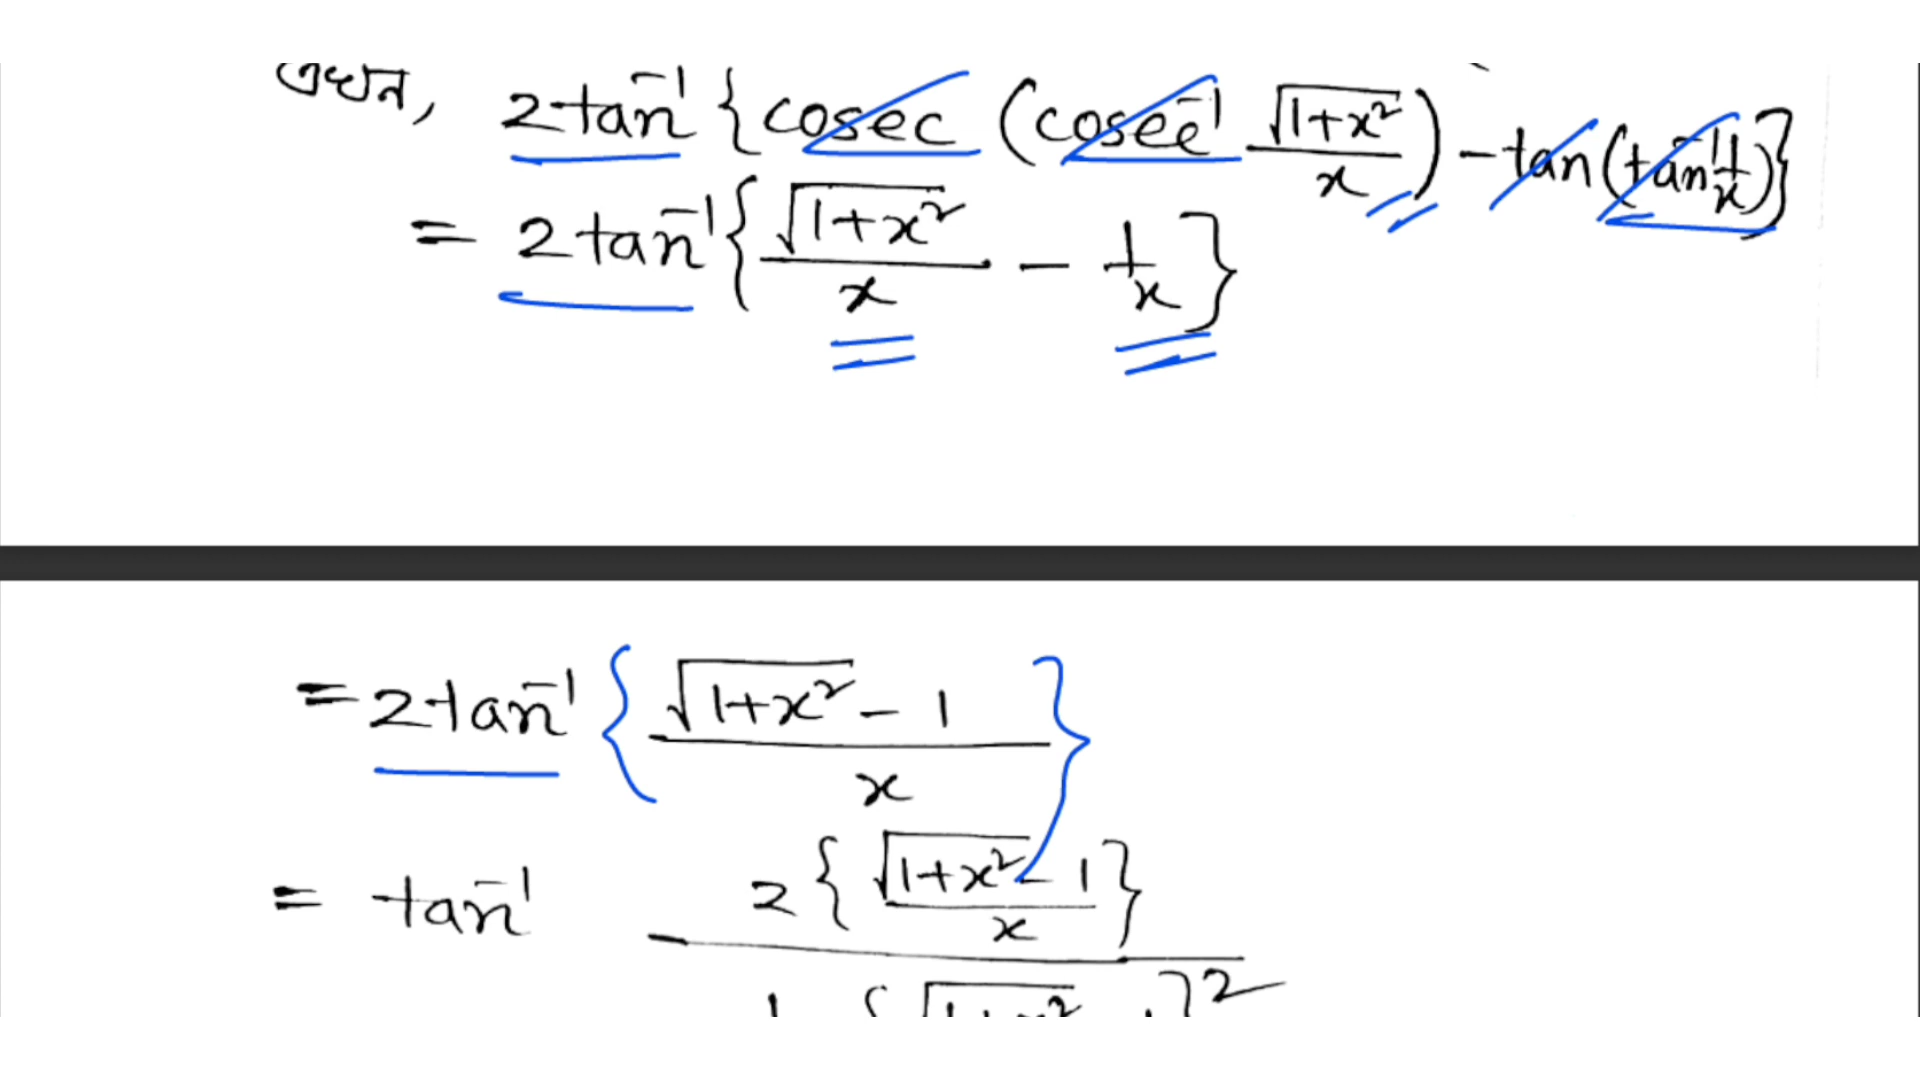 এখন, 2tan⁻¹ {cosec (cosec⁻¹ √(1+x²)/x) - tan(tan⁻¹ 1/x)}
= 2tan⁻¹ {√(1+x²)/x - 1/x}
= 2tan⁻¹ {(√(1+x²) - 1)/x}
= tan⁻¹ 2{(√(1+x²) - 1)/x}